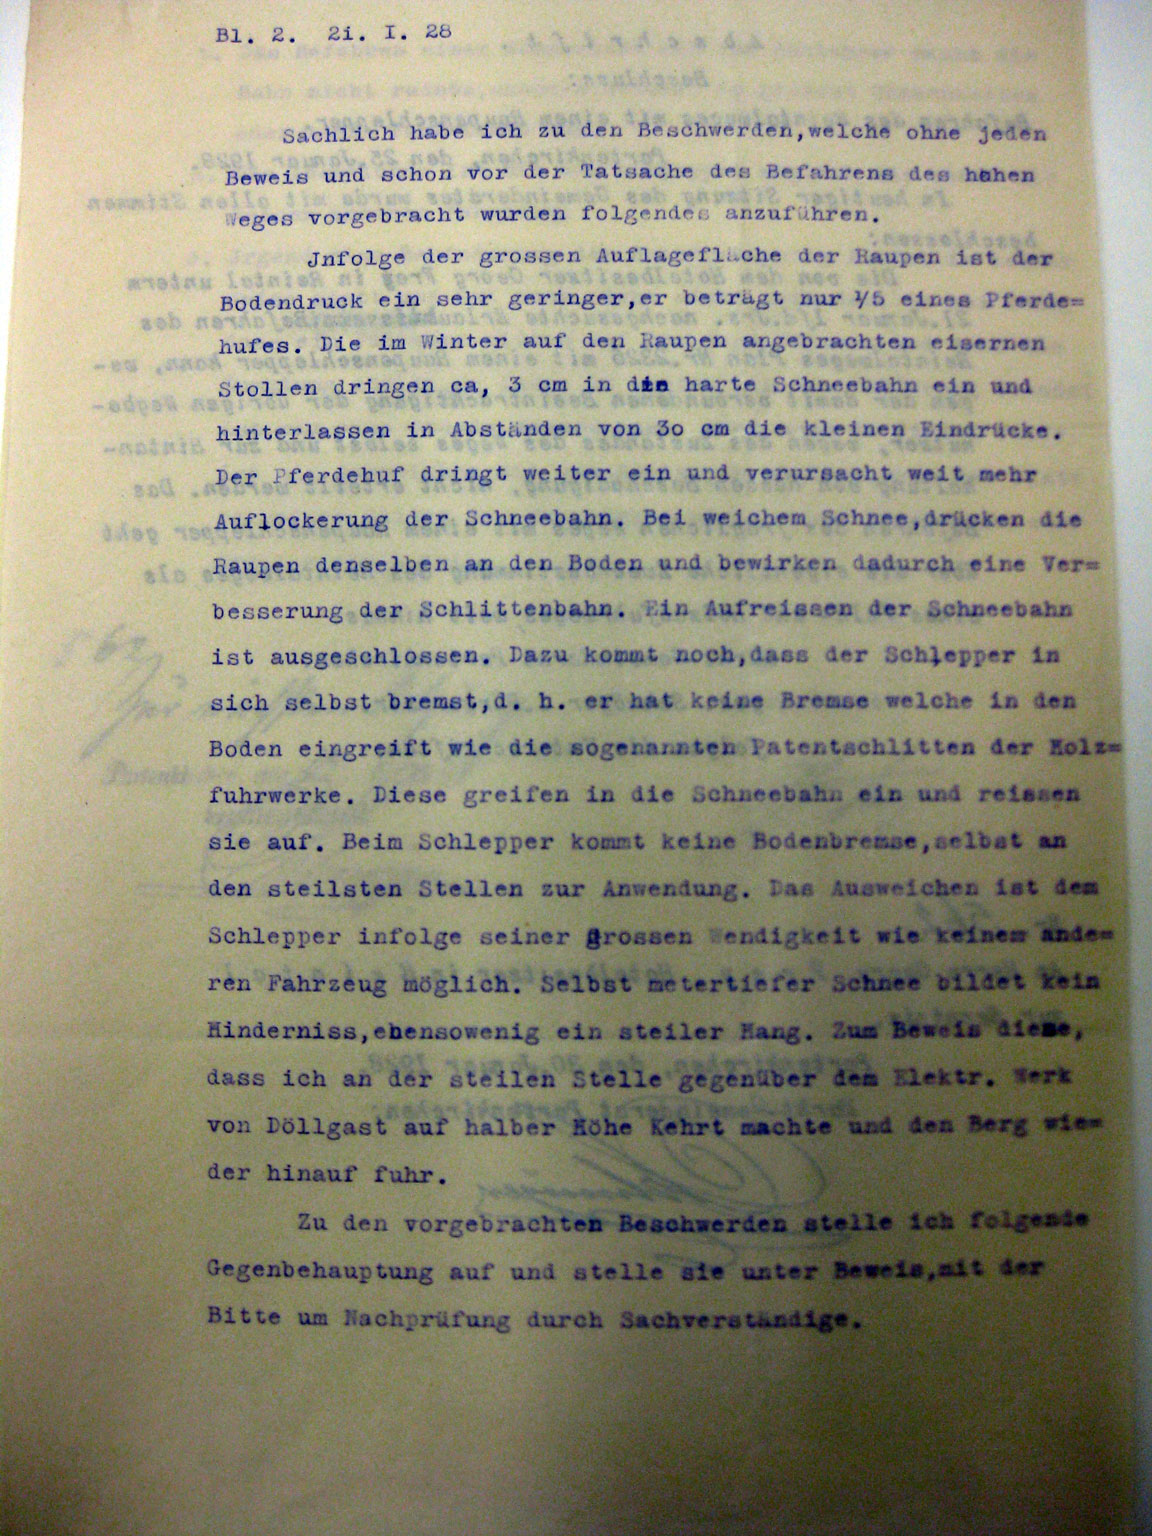 Bl. 2. 2i. I. 28
Sachlich habe ich zu den Beschwerden,welche ohne jeden
Beweis und schon vor der Tatsache des Befahrens des hohen
Weges vorgebracht wurden folgendes anzuführen.
Jnfolge der grossen Auflagefläche der Raupen ist der
Bodendruck ein sehr geringer,er beträgt nur 1/5 eines Pferde=
hufes. Die im Winter auf den Raupen angebrachten eisernen
Stollen dringen ca, 3 cm in die harte Schneebahn ein und
hinterlassen in Abständen von 3o cm die kleinen Eindrücke.
Der Pferdehuf dringt weiter ein und verursacht weit mehr
Auflockerung der Schneebahn. Bei weichem Schnee,drücken die
Raupen denselben an den Boden und bewirken dadurch eine Ver=
besserung der Schlittenbahn. Ein Aufreissen der Schneebahn
ist ausgeschlossen. Dazu kommt noch,dass der Schlepper in
sich selbst bremst,d. h. er hat keine Bremse welche in den
Boden eingreift wie die sogenannten Patentschlitten der Holz=
fuhrwerke. Diese greifen in die Schneebahn ein und reissen
sie auf. Beim Schlepper kommt keine Bodenbremse,selbst an
den steilsten Stellen zur Anwendung. Das Ausweichen ist dem
Schlepper infolge seiner grossen Wendigkeit wie keinem ande=
ren Fahrzeug möglich. Selbst metertiefer Schnee bildet kein
Hinderniss,ebensowenig ein steiler Hang. Zum Beweis diene,
dass ich an der steilen Stelle gegenüber dem Elektr. Werk
von Döllgast auf halber Höhe Kehrt machte und den Berg wie=
der hinauf fuhr.
Zu den vorgebrachten Beschwerden stelle ich folgende
Gegenbehauptung auf und stelle sie unter Beweis,mit der
Bitte um Nachprüfung durch Sachverständige.